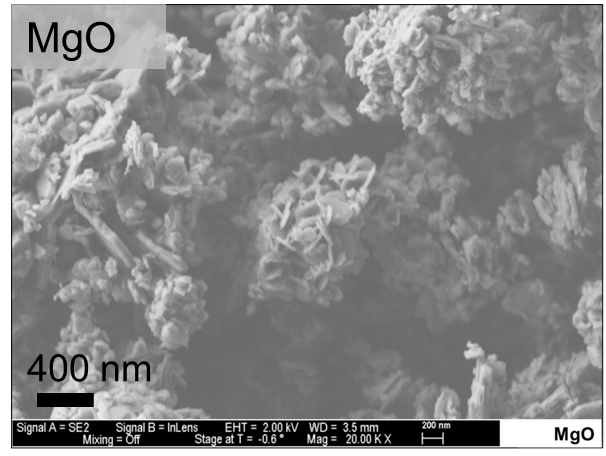 MgO
400 nm
Signal A = SE2 Signal B = InLens EHT = 2.00 kV WD = 3.5 mm 200 nm
Mixing = Off Stage at T = -0.6 ° Mag = 20.00 K X
MgO